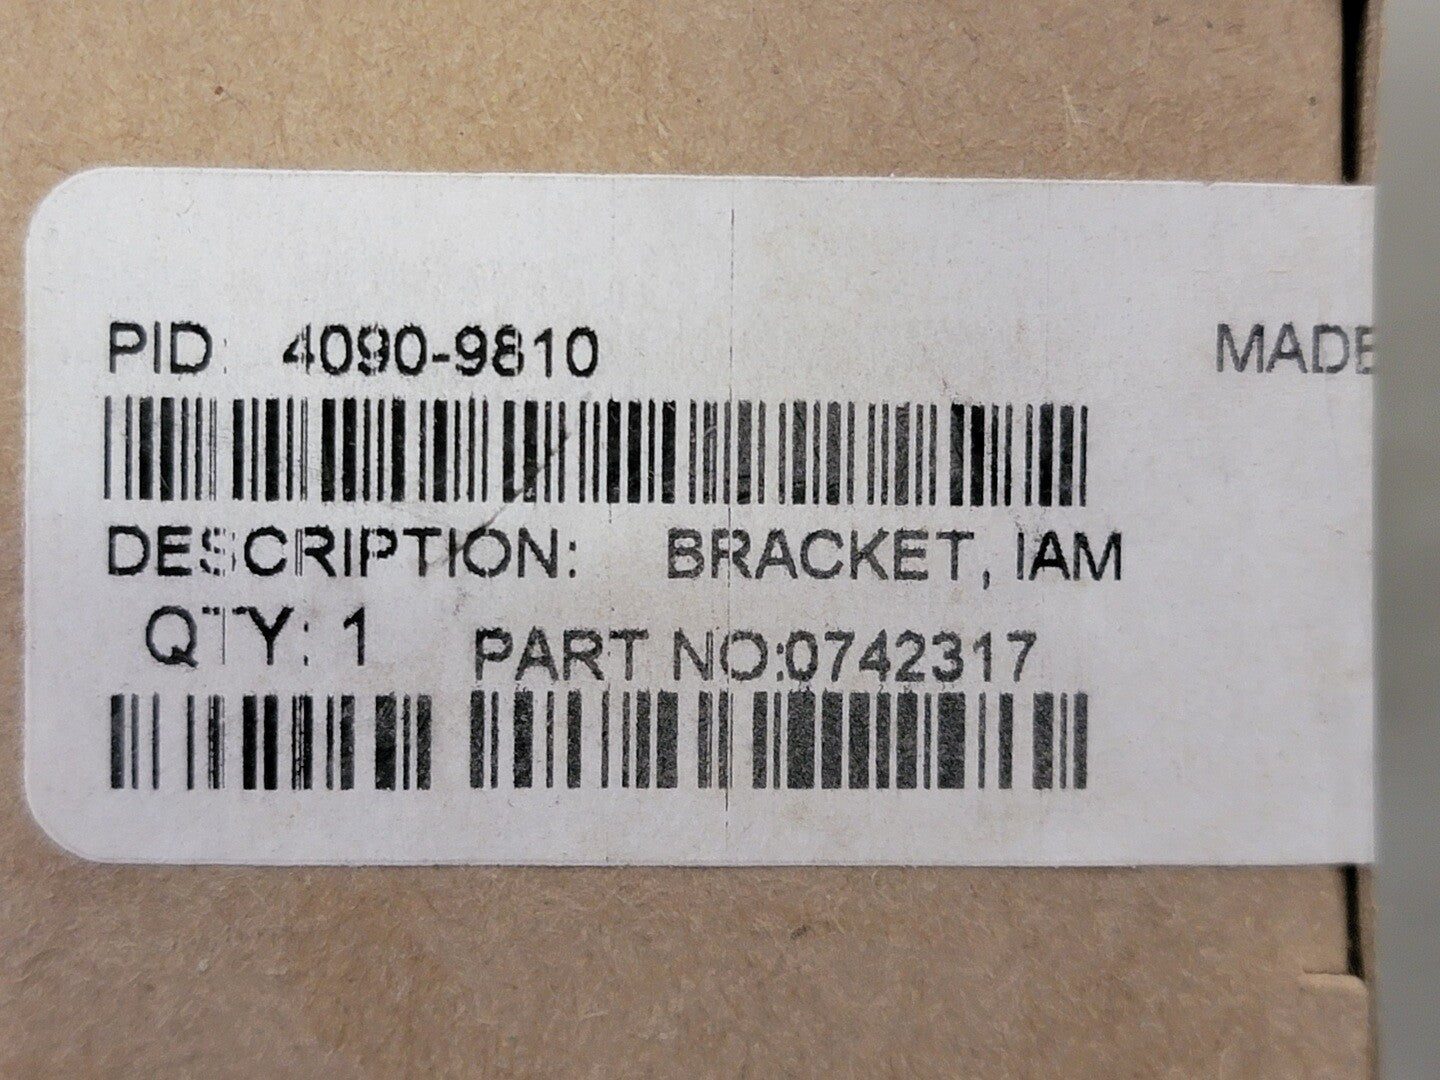 PID: 4090-9810
MADE
DESCRIPTION: BRACKET, IAM
QTY: 1
PART NO:0742317